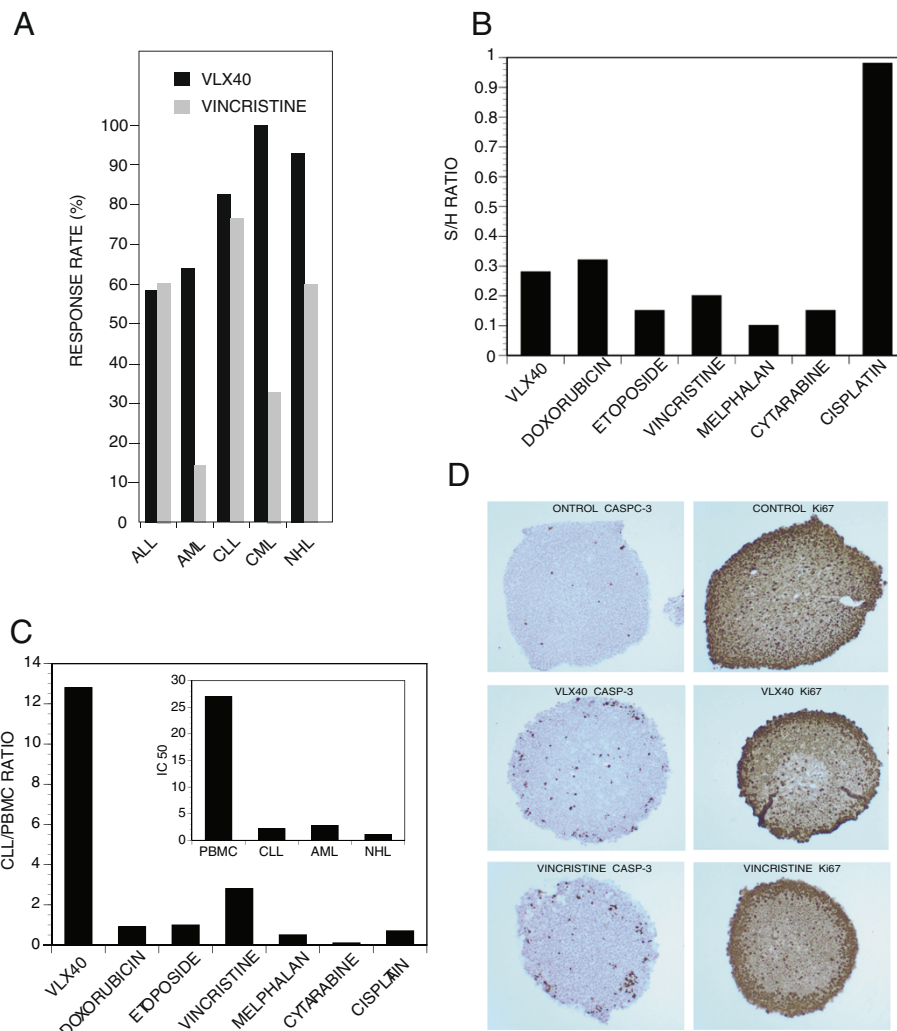 A
VLX40
VINCRISTINE
RESPONSE RATE (%)
100
90
80
70
60
50
40
30
20
10
0
ALL
AML
CLL
CML
NHL
B
S/H RATIO
1
0.9
0.8
0.7
0.6
0.5
0.4
0.3
0.2
0.1
0
VLX40
DOXORUBICIN
ETOPOSIDE
VINCRISTINE
MELPHALAN
CYTARABINE
CISPLATIN
C
CLL/PBMC RATIO
14
12
10
8
6
4
2
0
VLX40
DOXORUBICIN
ETOPOSIDE
VINCRISTINE
MELPHALAN
CYTARABINE
CISPLATAIN
IC 50
30
25
20
15
10
5
0
PBMC
CLL
AML
NHL
D
ONTROL CASPC-3
CONTROL Ki67
VLX40 CASP-3
VLX40 Ki67
VINCRISTINE CASP-3
VINCRISTINE Ki67